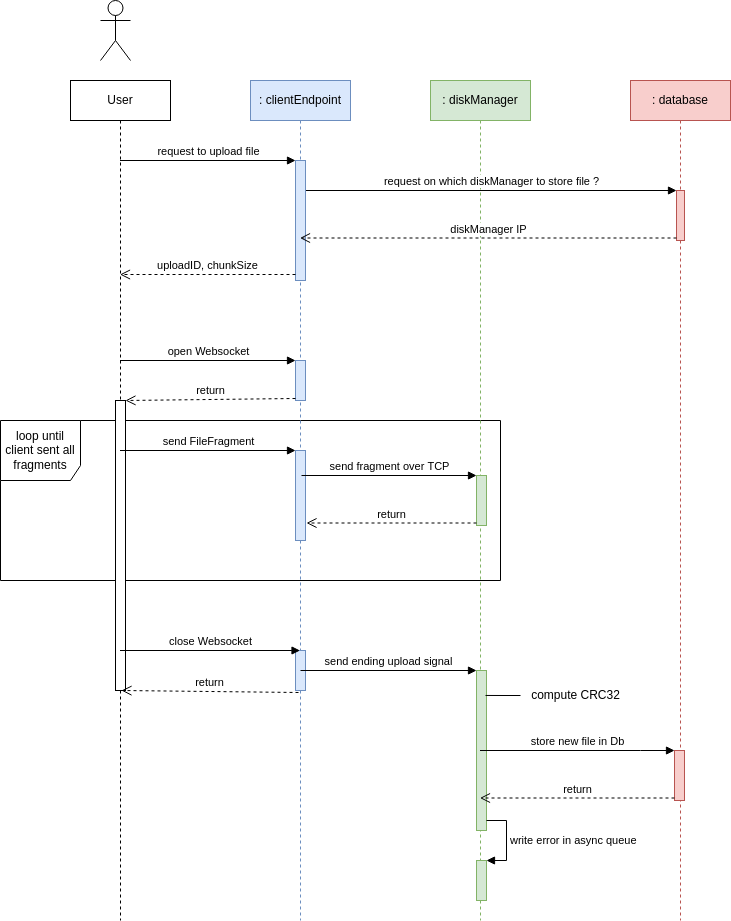 User
: clientEndpoint
: diskManager
: database
request to upload file
request on which diskManager to store file ?
diskManager IP
uploadID, chunkSize
open Websocket
return
loop until
client sent all
fragments
send FileFragment
send fragment over TCP
return
close Websocket
send ending upload signal
return
compute CRC32
store new file in Db
return
write error in async queue